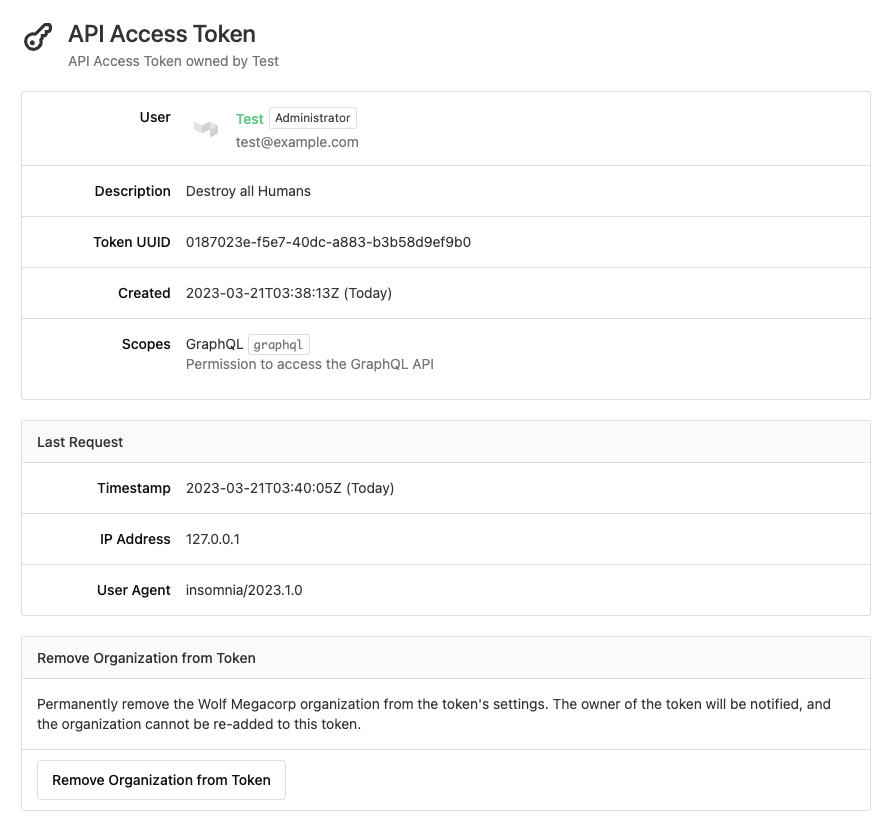 API Access Token
API Access Token owned by Test
User
Test Administrator
test@example.com
Description Destroy all Humans
Token UUID 0187023e-f5e7-40dc-a883-b3b58d9ef9b0
Created 2023-03-21T03:38:13Z (Today)
Scopes GraphQL graphql
Permission to access the GraphQL API
Last Request
Timestamp 2023-03-21T03:40:05Z (Today)
IP Address 127.0.0.1
User Agent insomnia/2023.1.0
Remove Organization from Token
Permanently remove the Wolf Megacorp organization from the token's settings. The owner of the token will be notified, and
the organization cannot be re-added to this token.
Remove Organization from Token